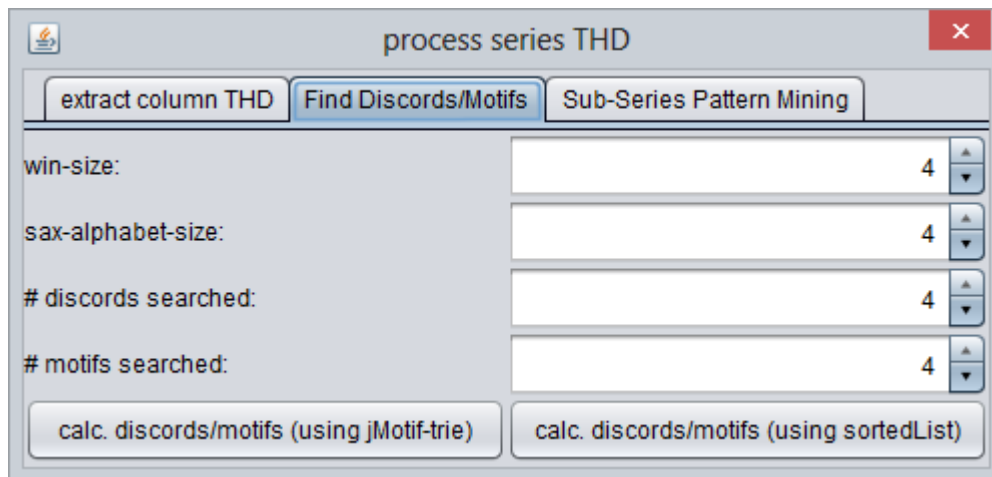 process series THD
extract column THD Find Discords/Motifs Sub-Series Pattern Mining
win-size: 4
sax-alphabet-size: 4
# discords searched: 4
# motifs searched: 4
calc. discords/motifs (using jMotif-trie) calc. discords/motifs (using sortedList)